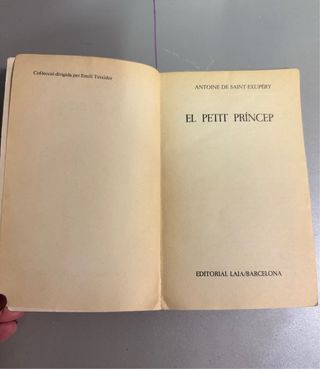 Col·lecció dirigida per Emili Teixidor
ANTOINE DE SAINT-EXUPÉRY
EL PETIT PRÍNCEP
EDITORIAL LAIA/BARCELONA